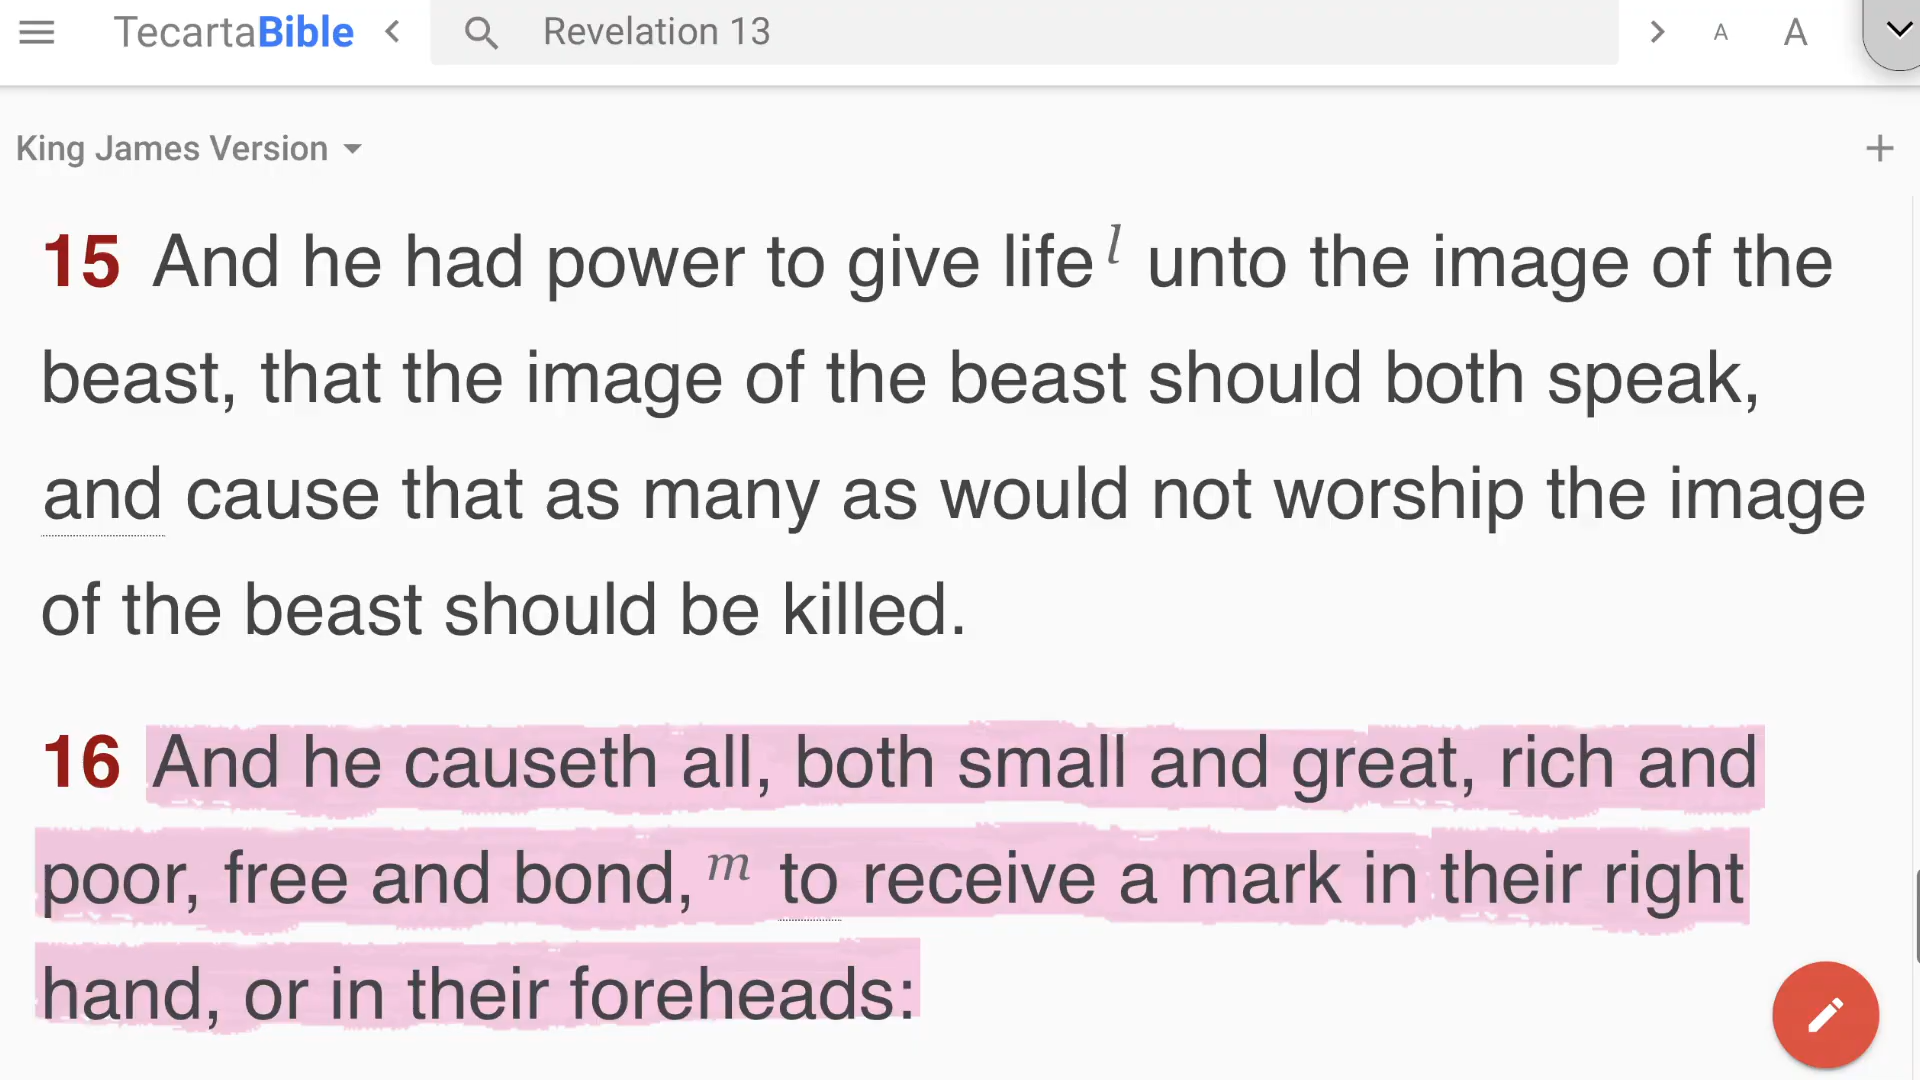 TecartaBible
Revelation 13
A A
King James Version
15 And he had power to give life l unto the image of the
beast, that the image of the beast should both speak,
and cause that as many as would not worship the image
of the beast should be killed.
16 And he causeth all, both small and great, rich and
poor, free and bond, m to receive a mark in their right
hand, or in their foreheads: